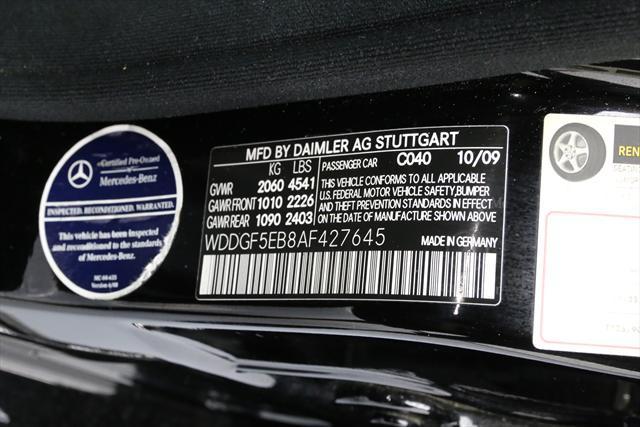 Certified Pre-Owned
Mercedes-Benz
INSPECTED. RECONDITIONED. WARRANTED.
This vehicle has been inspected
and reconditioned to the standards
of Mercedes-Benz.
MFD BY DAIMLER AG STUTTGART
KG LBS PASSENGER CAR C040 10/09
GVWR 2060 4541
GAWR FRONT 1010 2226
GAWR REAR 1090 2403
THIS VEHICLE CONFORMS TO ALL APPLICABLE
U.S. FEDERAL MOTOR VEHICLE SAFETY,BUMPER
AND THEFT PREVENTION STANDARDS IN EFFECT
ON THE DATE OF MANUFACTURE SHOWN ABOVE
WDDGF5EB8AF427645 MADE IN GERMANY
REN